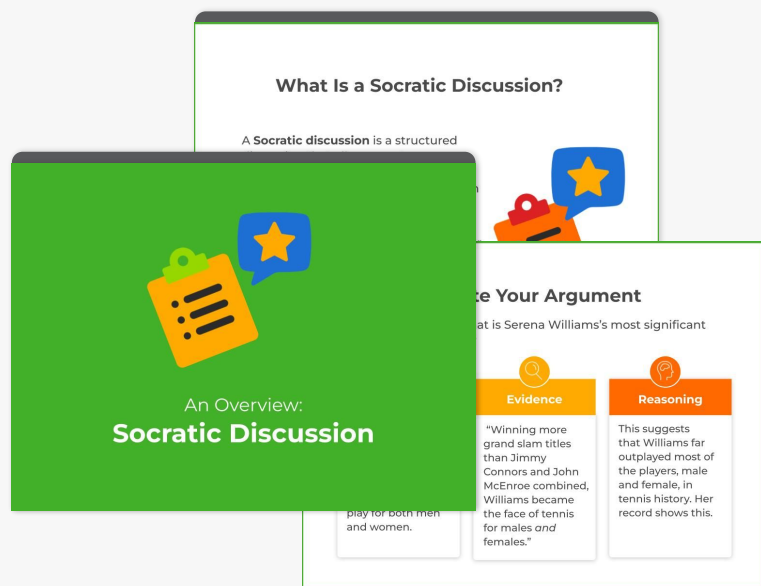 What Is a Socratic Discussion?
A Socratic discussion is a structured
An Overview:
Socratic Discussion
Your Argument
at is Serena Williams's most significant
Evidence
"Winning more
grand slam titles
than Jimmy
Connors and John
McEnroe combined,
Williams became
the face of tennis
for males and
females."
Reasoning
This suggests
that Williams far
outplayed most of
the players, male
and female, in
tennis history. Her
record shows this.
play for both men
and women.